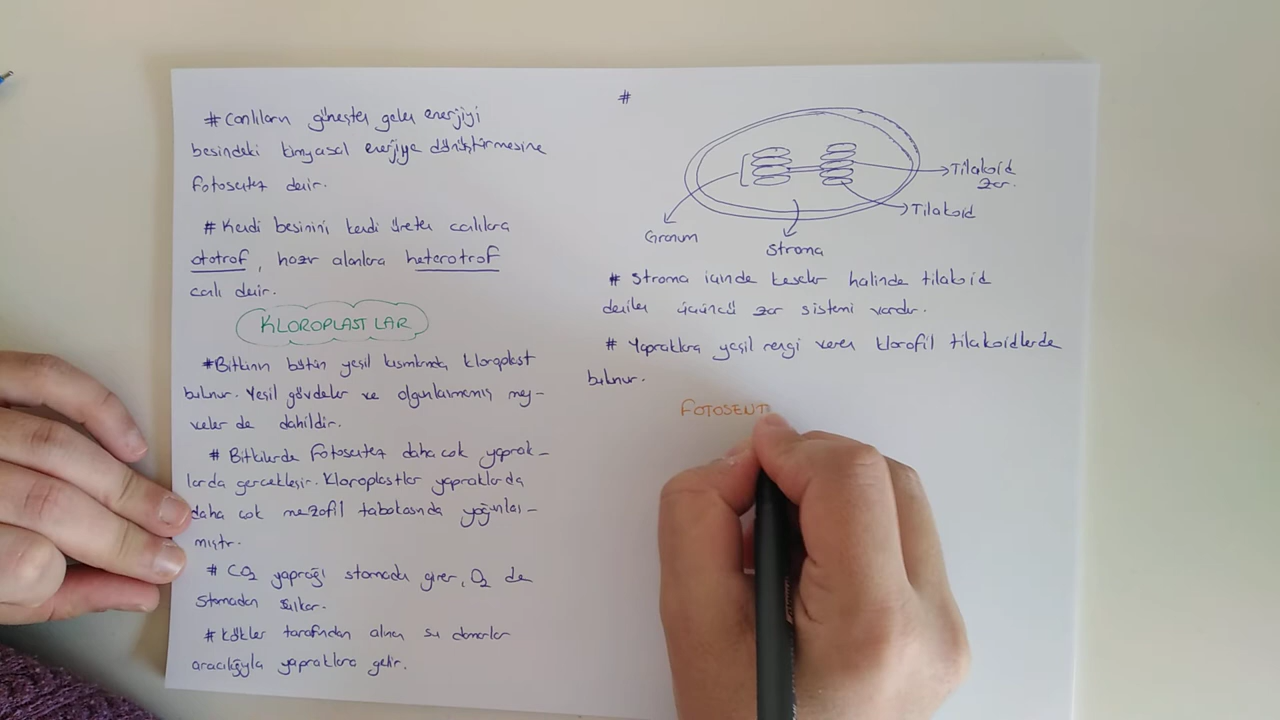 # Canlıların güneşten gelen enerjiyi
besindeki kimyasal enerjiye dönüştürmesine
fotosentez denir.
# Kendi besinini kendi üreten canlılara
ototrof, hazır alanlara heterotrof
canlı denir.
KLOROPLASTLAR
# Bitkinin bütün yeşil kısımlarında kloroplast
bulunur. Yeşil gövdeler ve olgunlaşmamış mey-
veler de dahildir.
# Bitkilerde fotosentez daha çok yaprak-
larda gerçekleşir. Kloroplastlar yapraklarda
daha çok mezofil tabakasında yoğunlaş-
mıştır.
# CO2 yaprağı stomada girer, O2 de
stomadan çıkar.
# Kökler tarafından alınan su damarlar
aracılığıyla yapraklara gelir.
#
Tilakoid
zar.
Tilakoid
Granum
Stroma
# Stroma içinde keseler halinde tilakoid
denilen üçüncü zar sistemi vardır.
# Yapraklara yeşil rengi veren klorofil tilakoidlerde
bulunur.
FOTOSENT